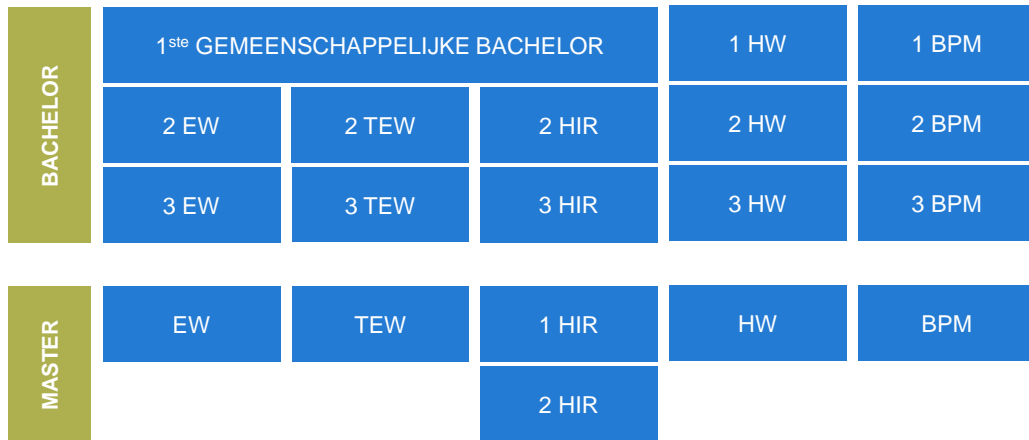 BACHELOR
1ste GEMEENSCHAPPELIJKE BACHELOR
1 HW
1 BPM
2 EW
2 TEW
2 HIR
2 HW
2 BPM
3 EW
3 TEW
3 HIR
3 HW
3 BPM
MASTER
EW
TEW
1 HIR
HW
BPM
2 HIR